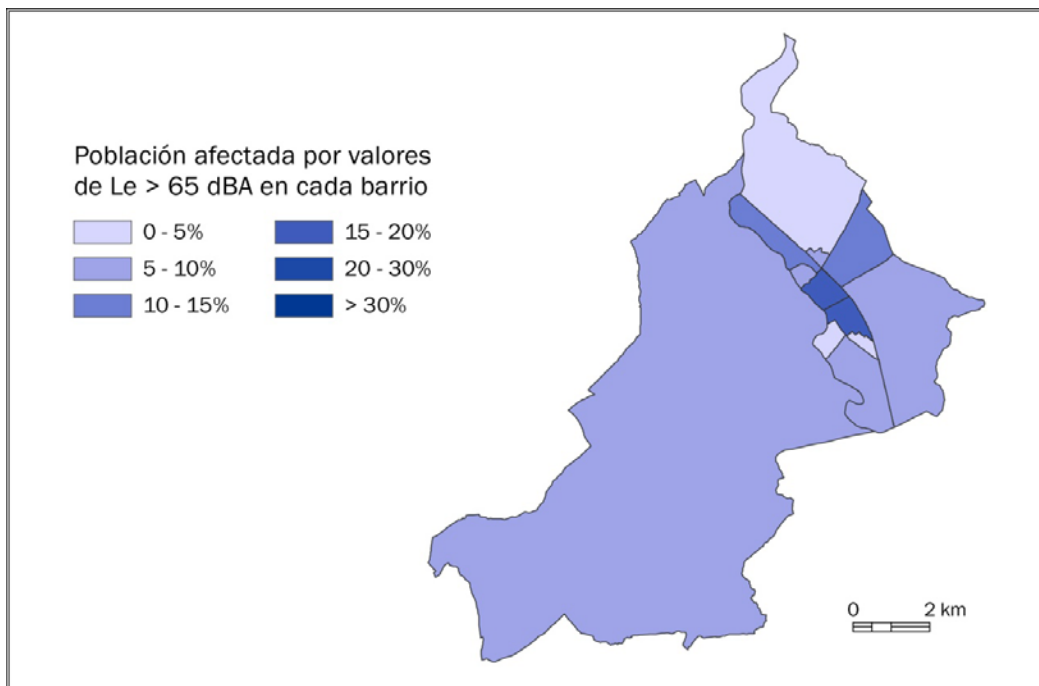 Población afectada por valores
de Le > 65 dBA en cada barrio
0 - 5%
15 - 20%
5 - 10%
20 - 30%
10 - 15%
> 30%
0 2 km